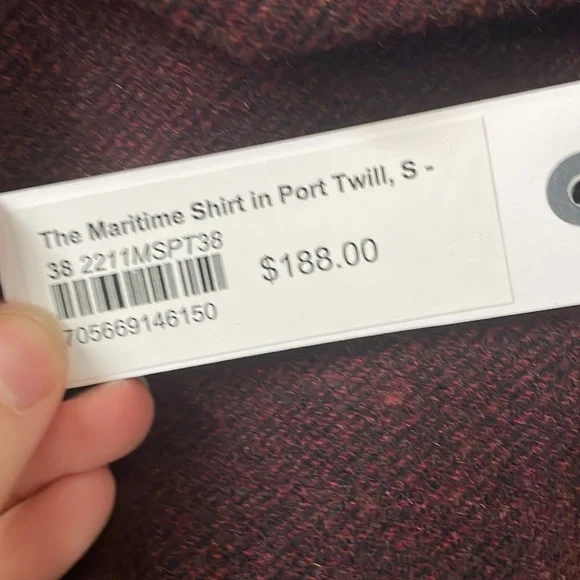 The Maritime Shirt in Port Twill, S -
38 2211MSPT38
$188.00
705669146150